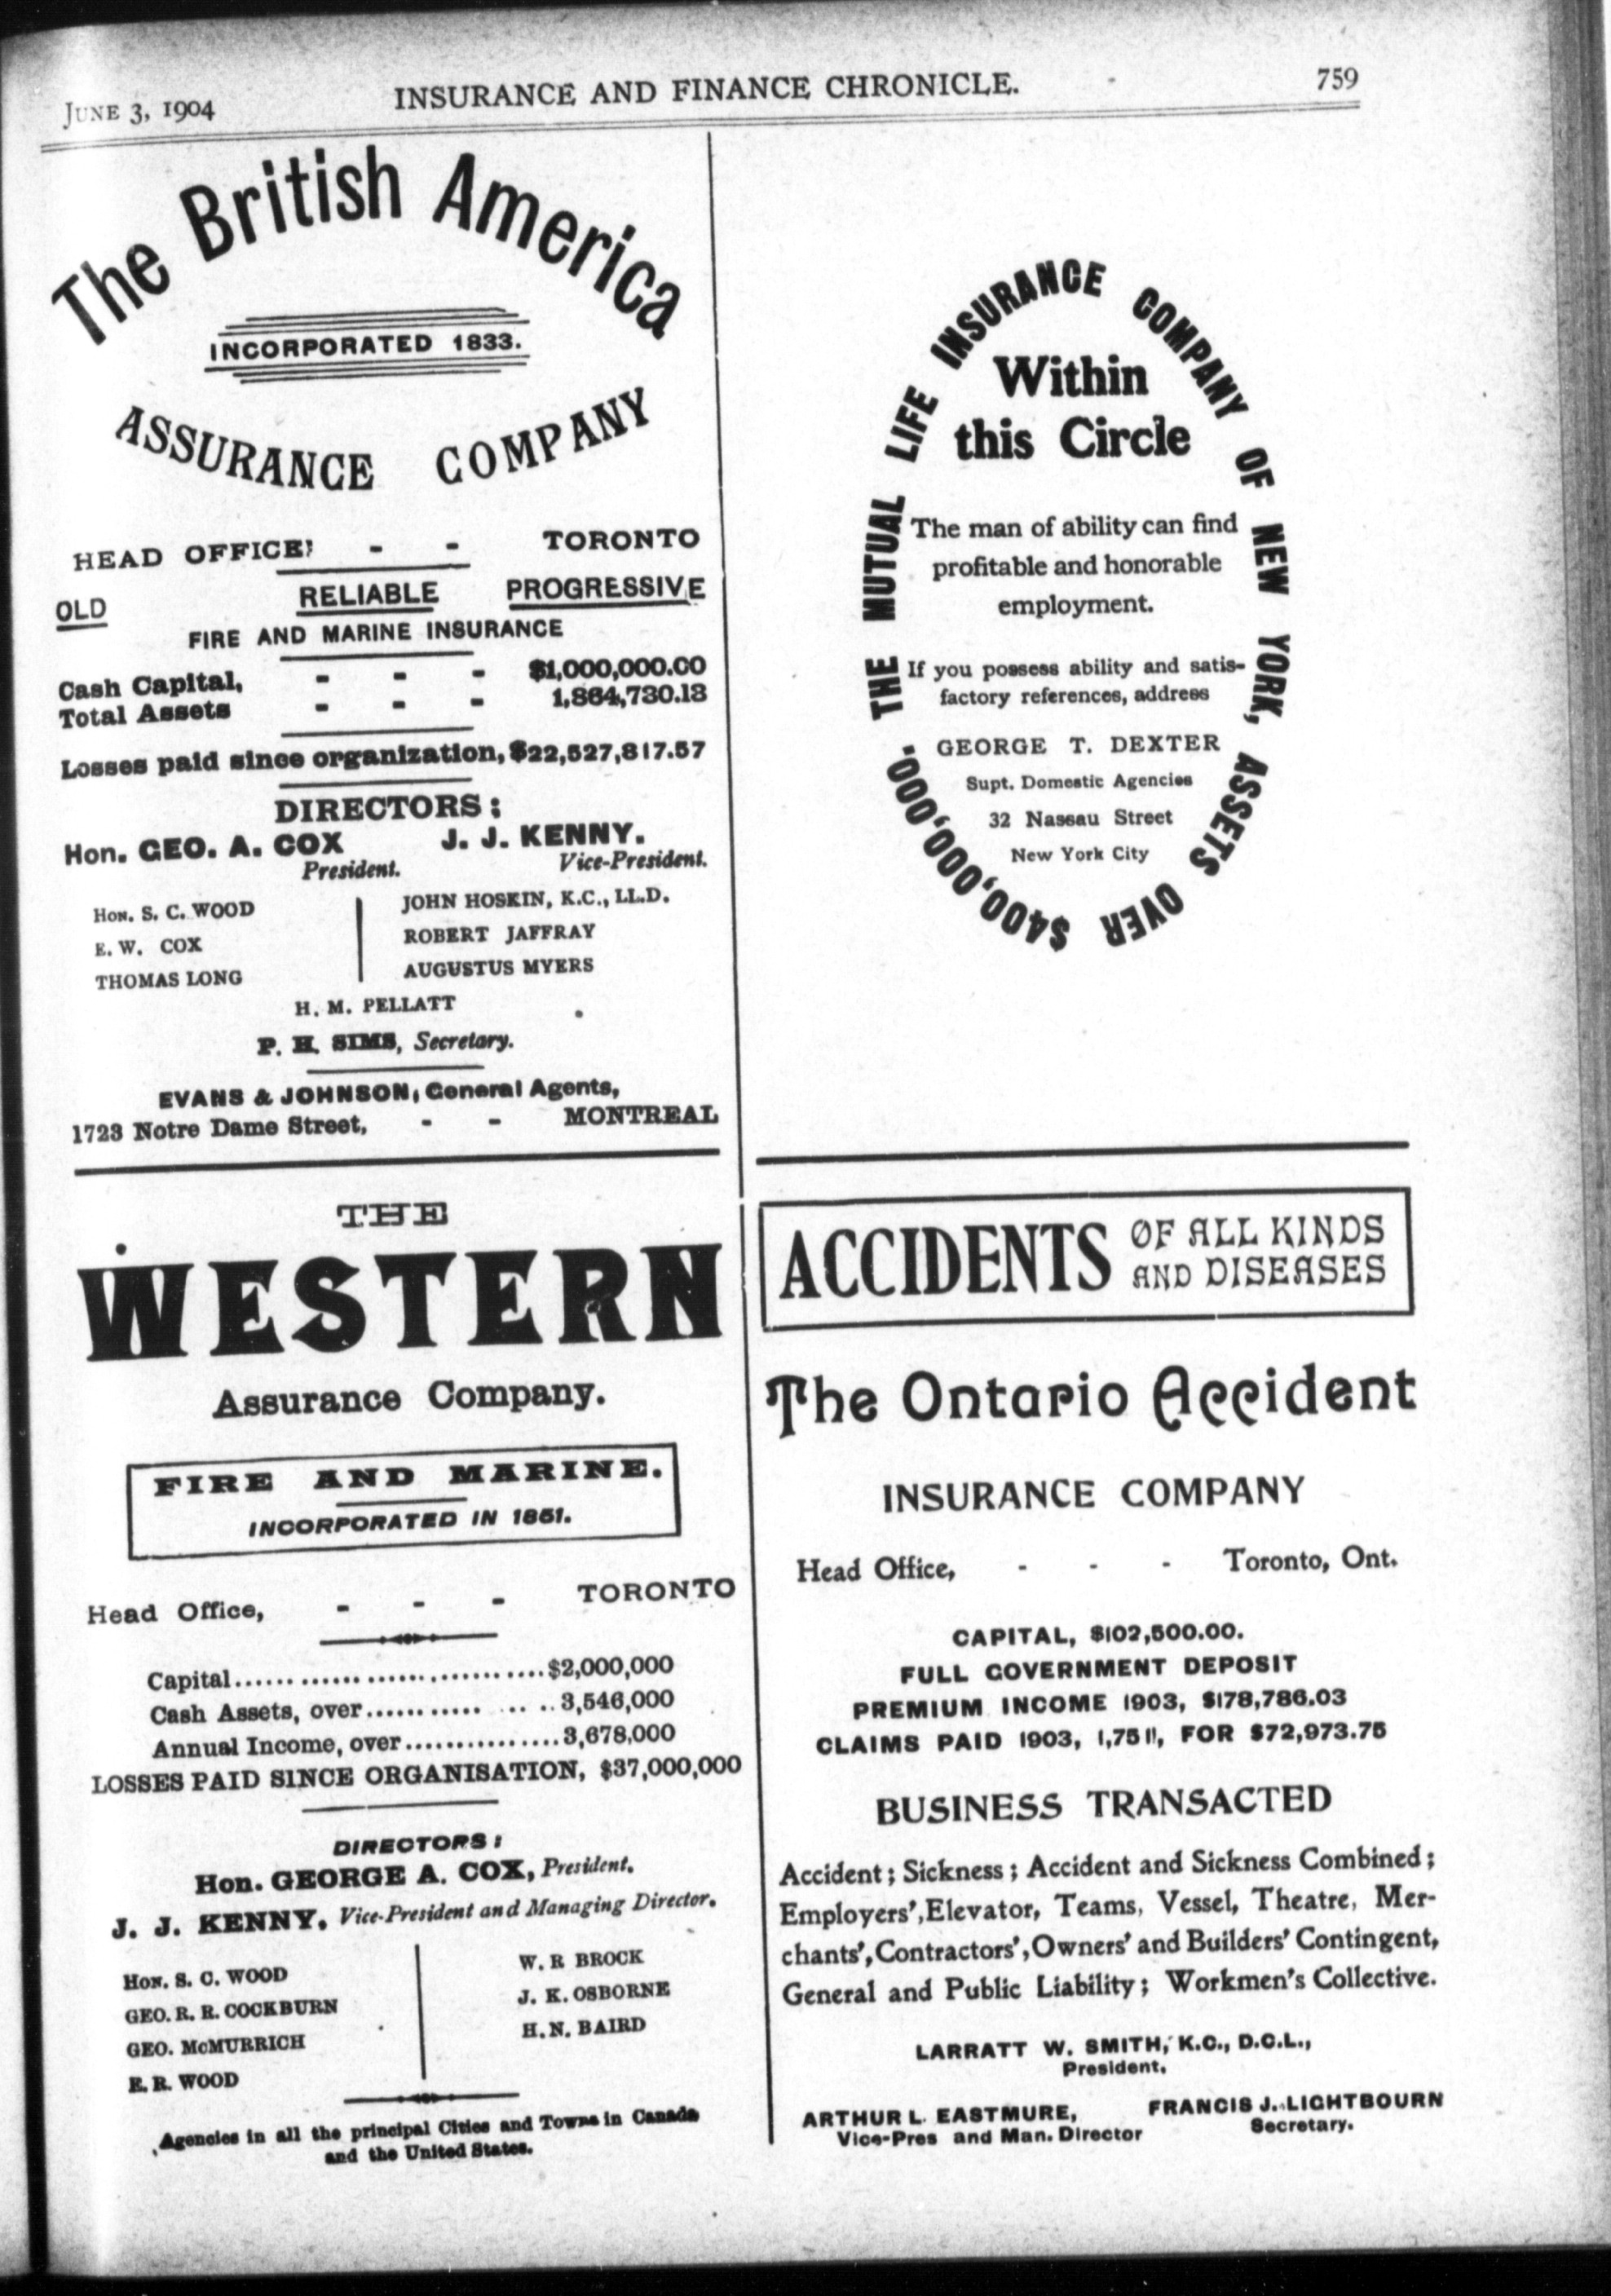 JUNE 3, 1904 INSURANCE AND FINANCE CHRONICLE. 759
The British America
INCORPORATED 1833.
ASSURANCE COMPANY
HEAD OFFICE: - - TORONTO
OLD RELIABLE PROGRESSIVE
FIRE AND MARINE INSURANCE
Cash Capital, - - - $1,000,000.00
Total Assets - - - 1,864,730.13
Losses paid since organization, $22,527,817.57
DIRECTORS:
Hon. GEO. A. COX J. J. KENNY.
President. Vice-President.
HON. S. C. WOOD JOHN HOSKIN, K.C., LL.D.
E. W. COX ROBERT JAFFRAY
THOMAS LONG AUGUSTUS MYERS
H. M. PELLATT
P. H. SIMS, Secretary.
EVANS & JOHNSON, General Agents,
1723 Notre Dame Street, - - MONTREAL
THE
WESTERN
Assurance Company.
FIRE AND MARINE.
INCORPORATED IN 1851.
Head Office, - - - TORONTO
Capital.................................$2,000,000
Cash Assets, over................3,546,000
Annual Income, over................3,678,000
LOSSES PAID SINCE ORGANISATION, $37,000,000
DIRECTORS:
Hon. GEORGE A. COX, President.
J. J. KENNY, Vice-President and Managing Director.
HON. S. C. WOOD W. R BROCK
GEO. R. R. COCKBURN J. K. OSBORNE
GEO. McMURRICH H. N. BAIRD
E. R. WOOD
Agencies in all the principal Cities and Towns in Canada
and the United States.
THE MUTUAL LIFE INSURANCE COMPANY OF NEW YORK, ASSETS OVER $400,000,000.
Within
this Circle
The man of ability can find
profitable and honorable
employment.
If you possess ability and satis-
factory references, address
GEORGE T. DEXTER
Supt. Domestic Agencies
32 Nassau Street
New York City
ACCIDENTS OF ALL KINDS
AND DISEASES
The Ontario Accident
INSURANCE COMPANY
Head Office, - - - Toronto, Ont.
CAPITAL, $102,500.00.
FULL GOVERNMENT DEPOSIT
PREMIUM INCOME 1903, $178,786.03
CLAIMS PAID 1903, FOR $72,973.75
BUSINESS TRANSACTED
Accident; Sickness; Accident and Sickness Combined;
Employers', Elevator, Teams, Vessel, Theatre, Mer-
chants', Contractors', Owners' and Builders' Contingent,
General and Public Liability; Workmen's Collective.
LARRATT W. SMITH, K.C., D.C.L.,
President.
ARTHUR L. EASTMURE, FRANCIS J. LIGHTBOURN
Vice-Pres and Man. Director Secretary.